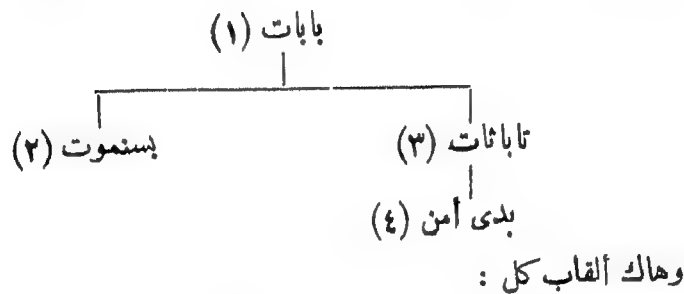 بابات (١)
تاباثات (٣) بسنموت (٢)
بدى أمن (٤)
وهاك ألقاب كل :